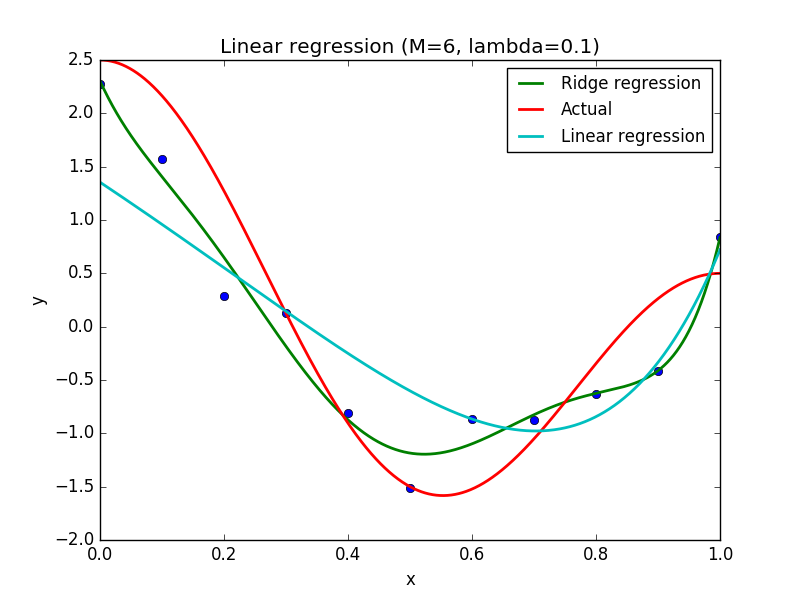 Linear regression (M=6, lambda=0.1)
2.5
2.0
1.5
1.0
0.5
0.0
−0.5
−1.0
−1.5
−2.0
y
Ridge regression
Actual
Linear regression
0.0 0.2 0.4 0.6 0.8 1.0
x